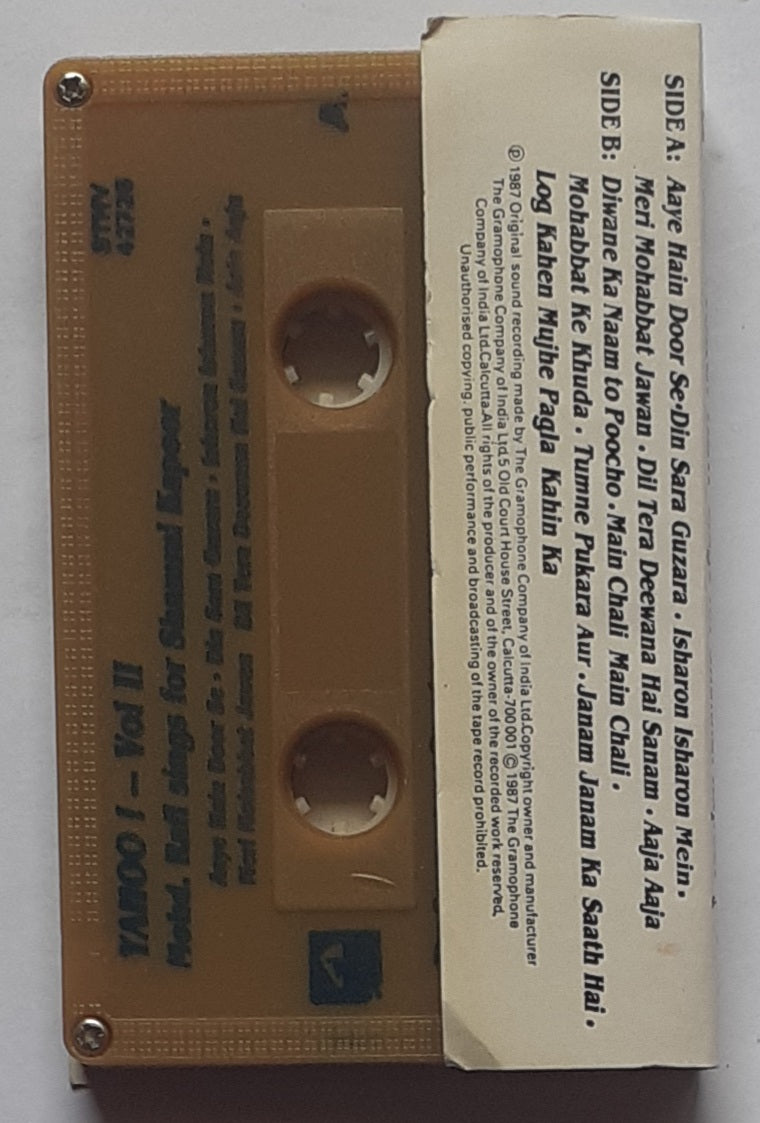 SIDE A: Aaye Hain Door Se·Din Sara Guzara . Isharon Isharon Mein.
Meri Mohabbat Jawan . Dil Tera Deewana Hai Sanam . Aaja Aaja
SIDE B: Diwane Ka Naam to Poocho . Main Chali Main Chali .
Mohabbat Ke Khuda . Tumne Pukara Aur . Janam Janam Ka Saath Hai .
Log Kahen Mujhe Pagla Kahin Ka
Ⓟ 1987 Original sound recording made by The Gramophone Company of India Ltd.Copyright owner and manufacturer
The Gramophone Company of India Ltd.5 Old Court House Street, Calcutta-700 001 © 1987 The Gramophone
Company of India Ltd.Calcutta.All rights of the producer and of the owner of the recorded work reserved,
Unauthorised copying. public performance and broadcasting of the tape record prohibited.
YAHOO ! – Vol II
Mohd. Rafi sings for Shammi Kapoor